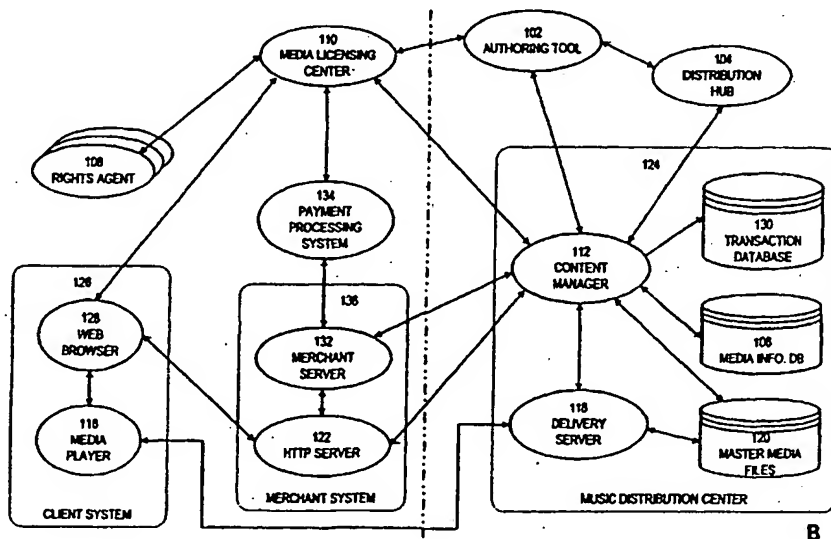 110
MEDIA LICENSING
CENTER
102
AUTHORING TOOL
104
DISTRIBUTION
HUB
108
RIGHTS AGENT
134
PAYMENT
PROCESSING
SYSTEM
124
130
TRANSACTION
DATABASE
112
CONTENT
MANAGER
126
128
WEB
BROWSER
136
132
MERCHANT
SERVER
106
MEDIA INFO. DB
116
MEDIA
PLAYER
122
HTTP SERVER
118
DELIVERY
SERVER
120
MASTER MEDIA
FILES
CLIENT SYSTEM
MERCHANT SYSTEM
MUSIC DISTRIBUTION CENTER
B